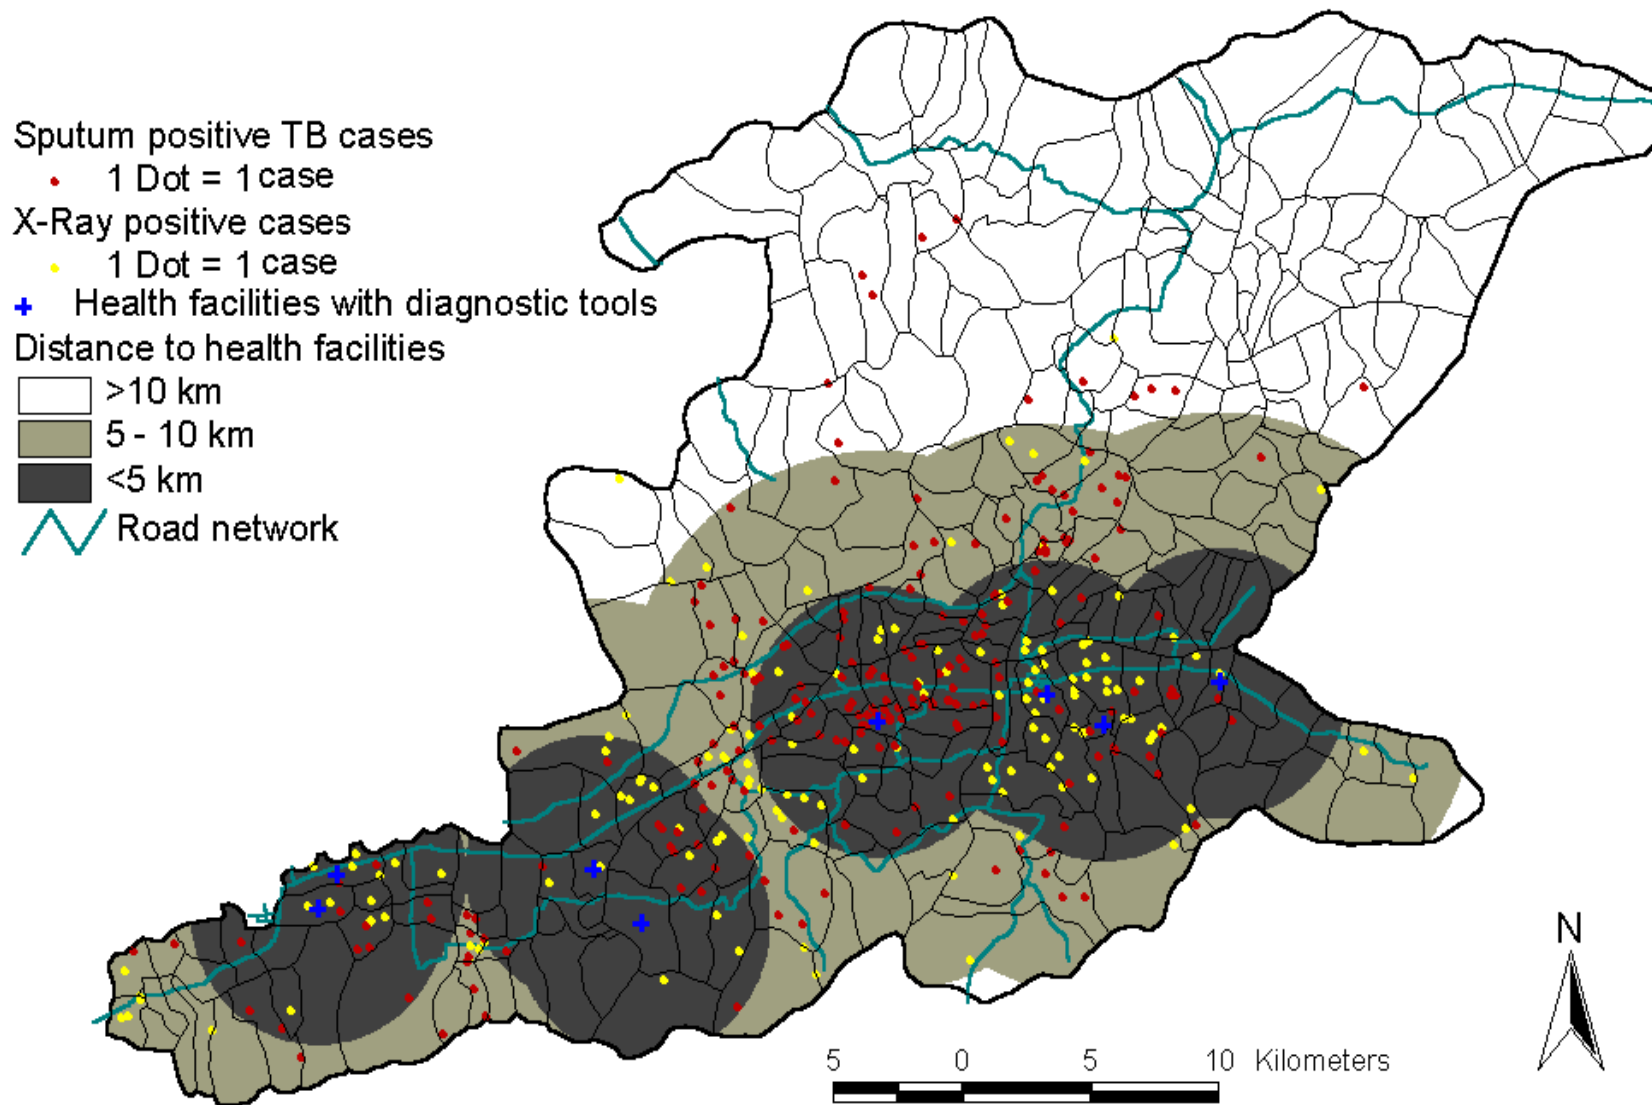 Sputum positive TB cases
1 Dot = 1 case
X-Ray positive cases
1 Dot = 1 case
Health facilities with diagnostic tools
Distance to health facilities
>10 km
5 - 10 km
<5 km
Road network
N
5 0 5 10 Kilometers